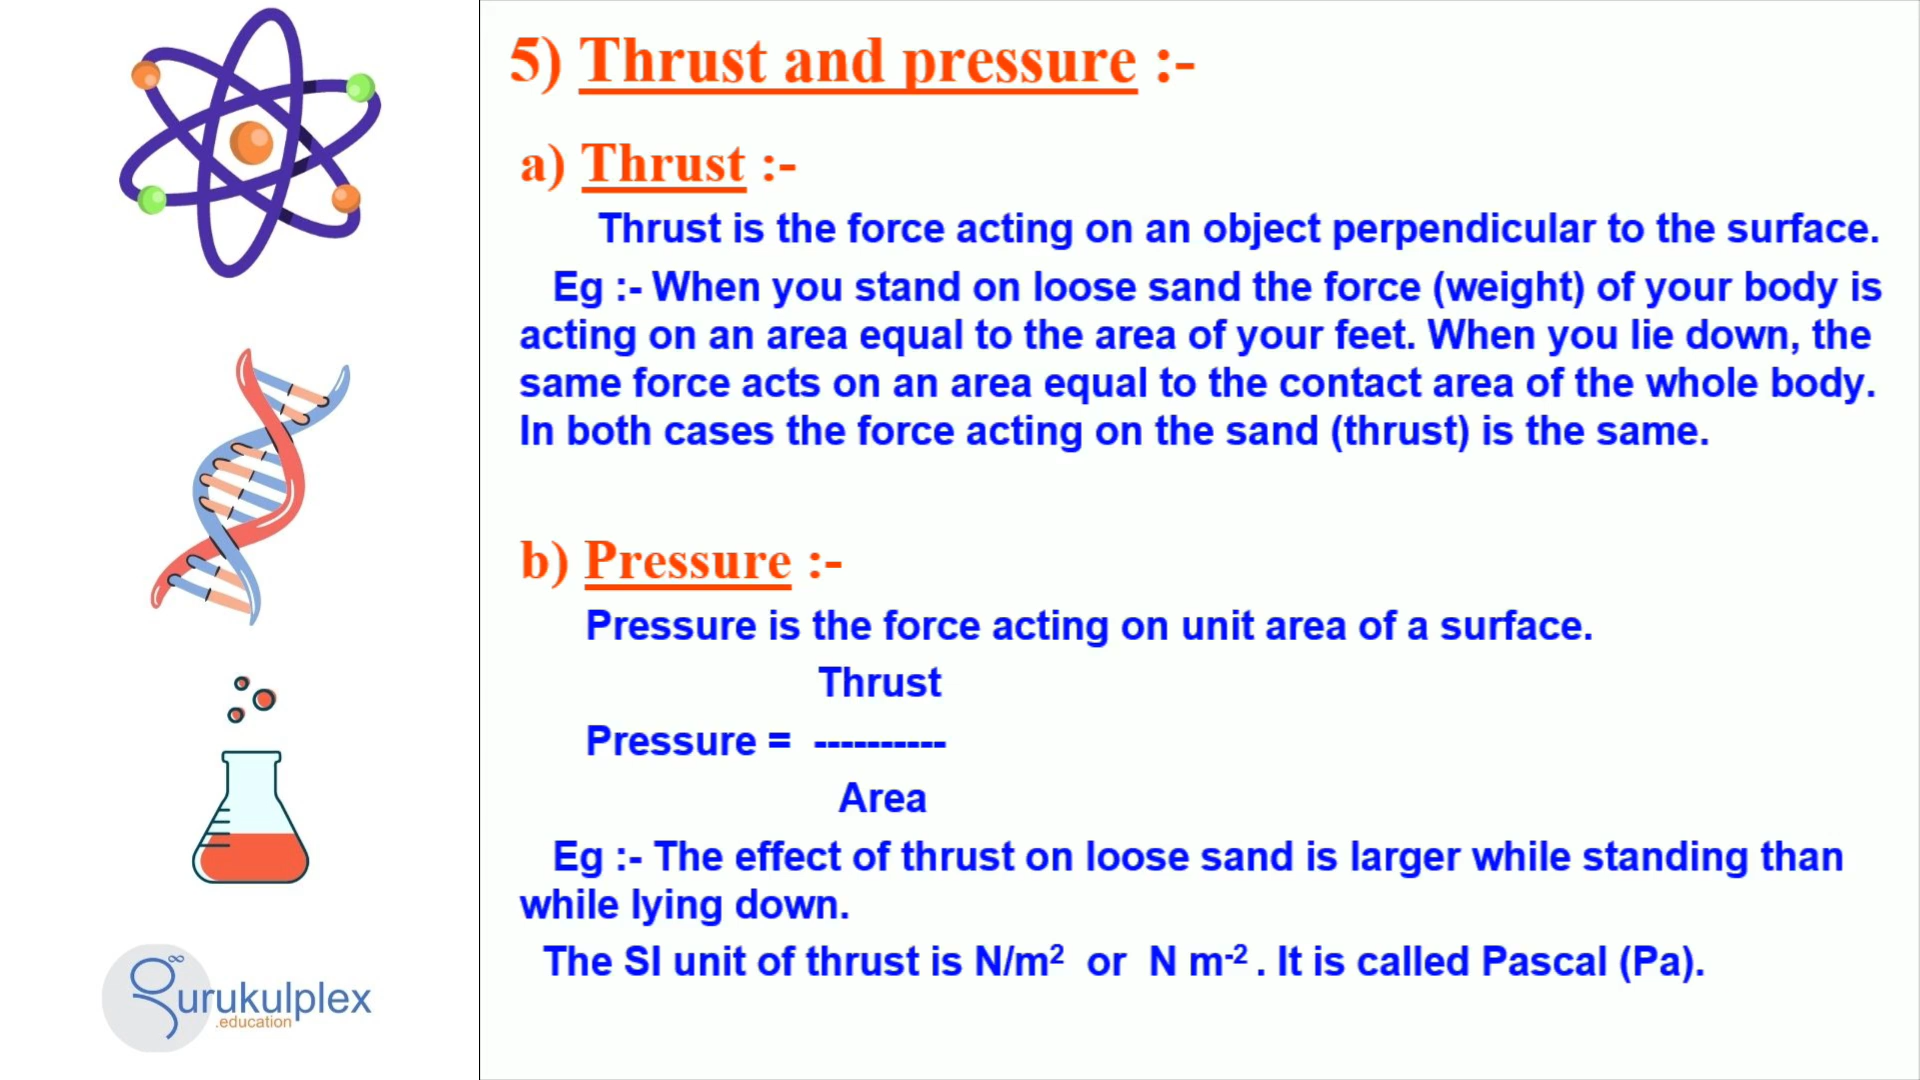 5) Thrust and pressure :-
a) Thrust :-
Thrust is the force acting on an object perpendicular to the surface.
Eg :- When you stand on loose sand the force (weight) of your body is
acting on an area equal to the area of your feet. When you lie down, the
same force acts on an area equal to the contact area of the whole body.
In both cases the force acting on the sand (thrust) is the same.
b) Pressure :-
Pressure is the force acting on unit area of a surface.
Thrust
Pressure = ----------
Area
Eg :- The effect of thrust on loose sand is larger while standing than
while lying down.
The SI unit of thrust is N/m² or N m⁻² . It is called Pascal (Pa).
gurukulplex
.education